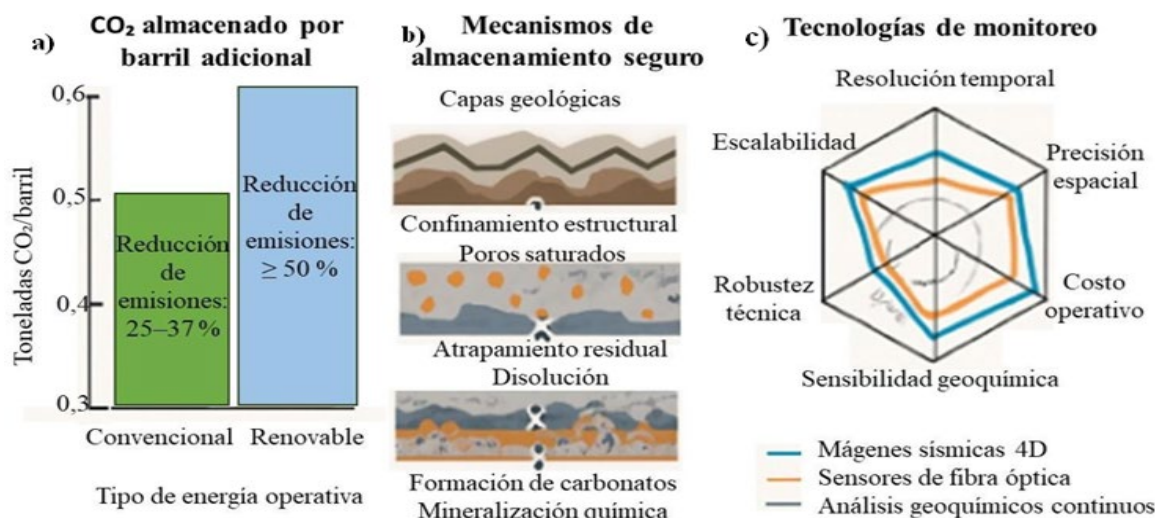 a)
CO₂ almacenado por
barril adicional
Toneladas CO₂/barril
0,6
0,5
0,4
0,3
Reducción
de
emisiones:
25–37 %
Reducción
de
emisiones:
≥ 50 %
Convencional
Renovable
Tipo de energía operativa
b)
Mecanismos de
almacenamiento seguro
Capas geológicas
Confinamiento estructural
Poros saturados
Atrapamiento residual
Disolución
Formación de carbonatos
Mineralización química
c)
Tecnologías de monitoreo
Resolución temporal
Escalabilidad
Precisión
espacial
Robustez
técnica
Costo
operativo
Sensibilidad geoquímica
Mágenes sísmicas 4D
Sensores de fibra óptica
Análisis geoquímicos continuos